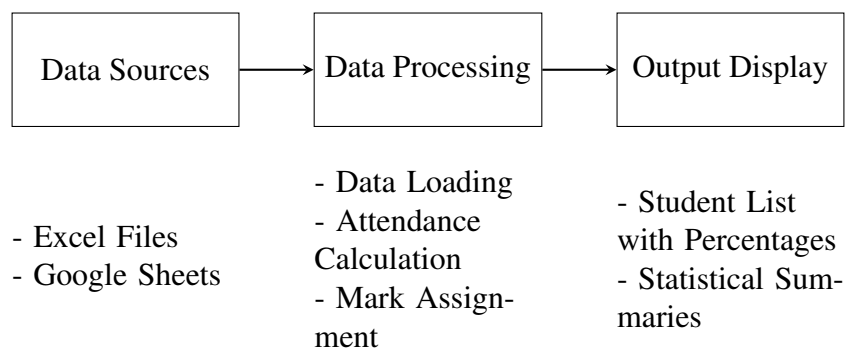 Data Sources
Data Processing
Output Display
- Excel Files
- Google Sheets
- Data Loading
- Attendance
Calculation
- Mark Assign-
ment
- Student List
with Percentages
- Statistical Sum-
maries